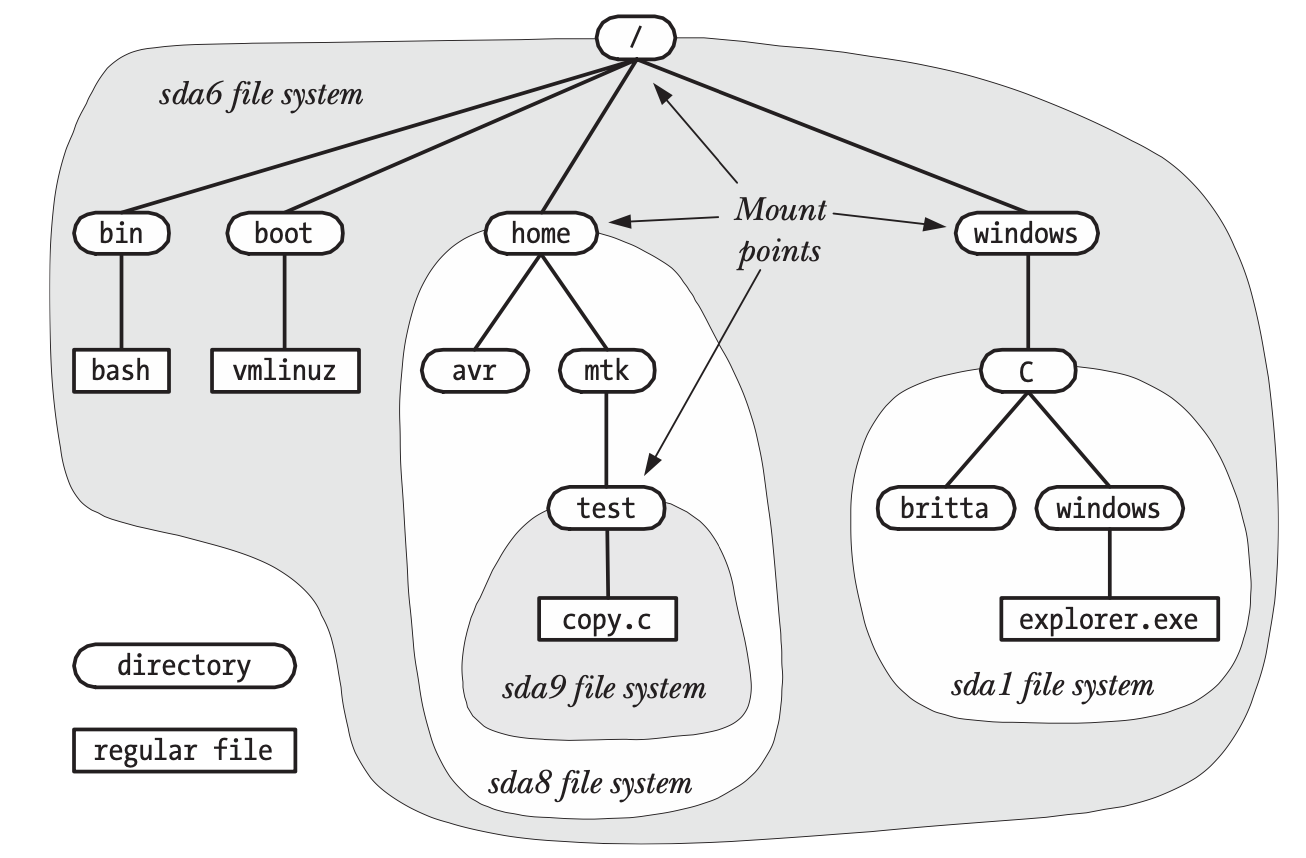 /
sda6 file system
Mount
points
bin
boot
home
windows
bash
vmlinuz
avr
mtk
C
test
britta
windows
copy.c
explorer.exe
directory
sda9 file system
sda1 file system
regular file
sda8 file system